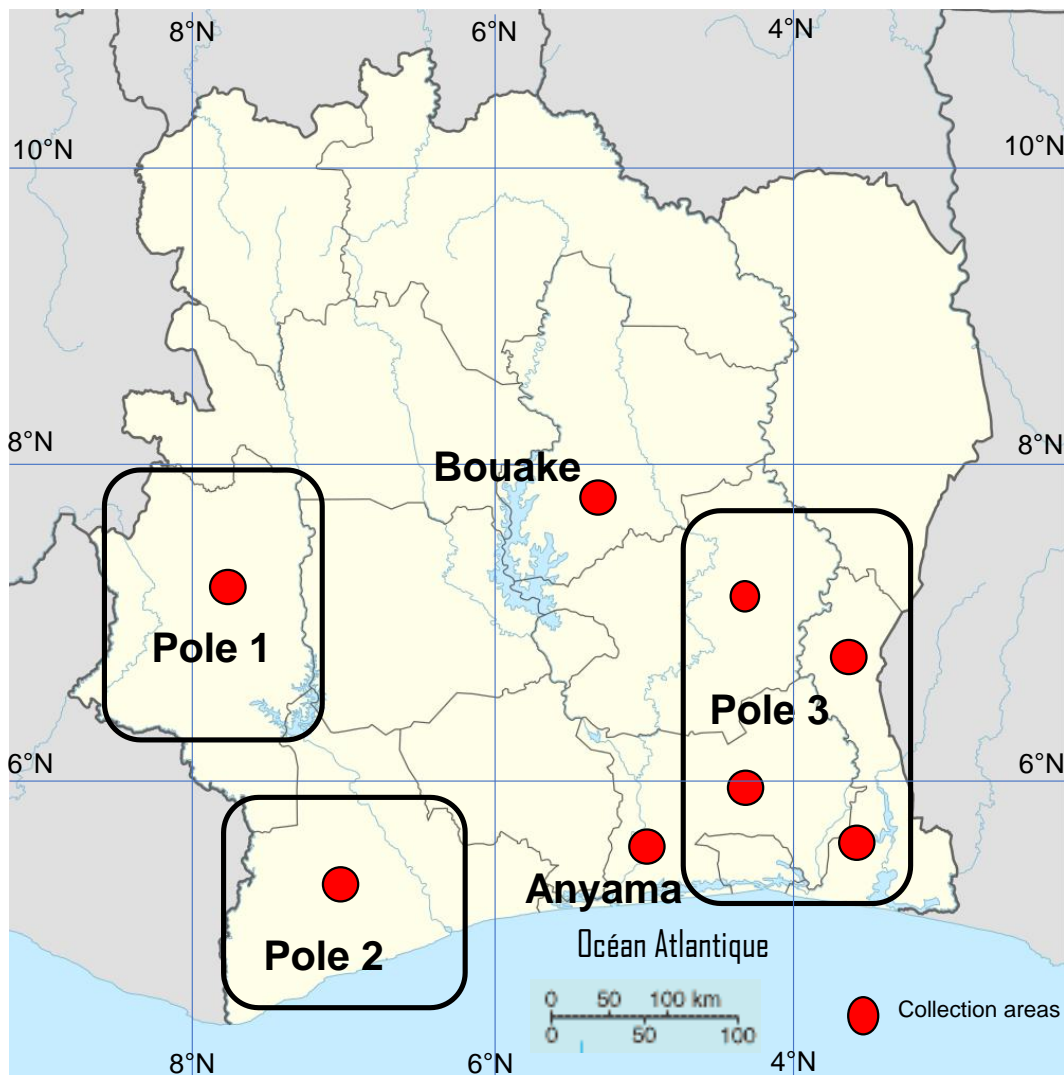 8°N
6°N
4°N
10°N
10°N
8°N
8°N
Bouake
Pole 1
Pole 3
6°N
6°N
Anyama
Pole 2
Océan Atlantique
0 50 100 km
0 50 100
Collection areas
8°N
6°N
4°N